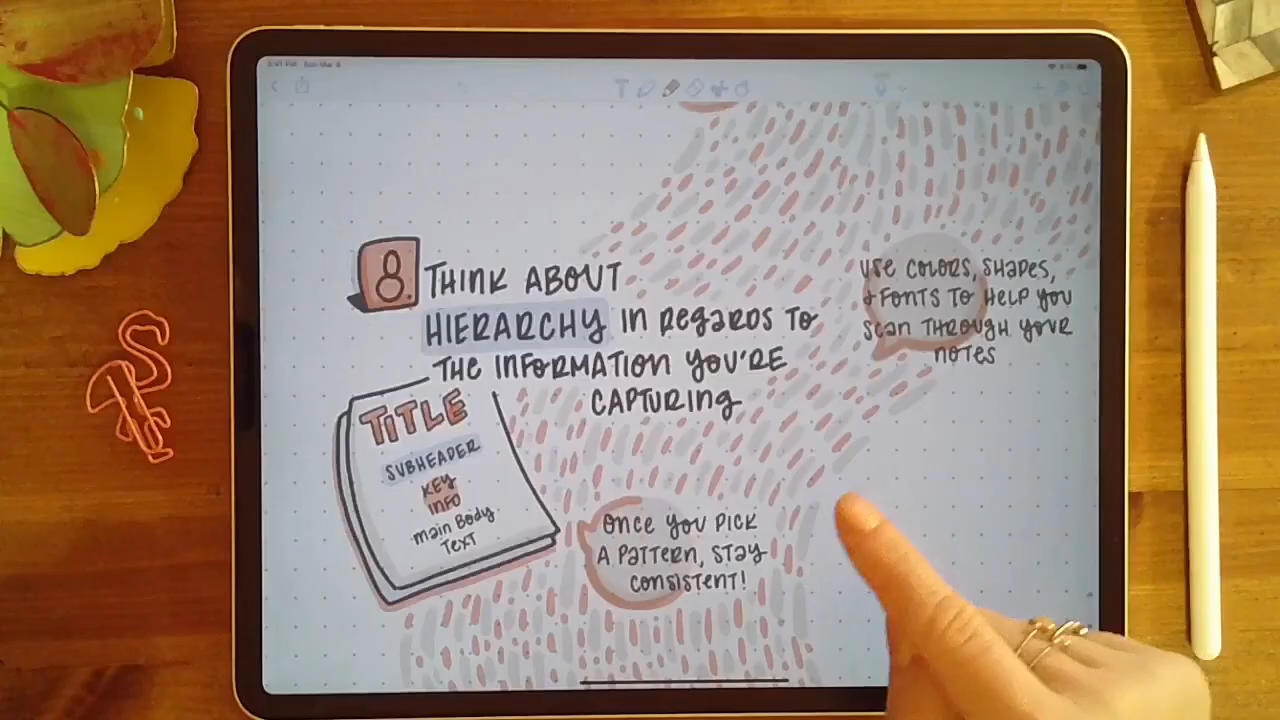 8.
THINK ABOUT
HIERARCHY IN REGARDS TO
THE INFORMATION YOU'RE
CAPTURING
USE COLORS, SHAPES,
+ FONTS TO HELP YOU
SCAN THROUGH YOUR
NOTES
TITLE
SUBHEADER
KEY
INFO
MAIN BODY
TEXT
ONCE YOU PICK
A PATTERN, STAY
CONSISTENT!